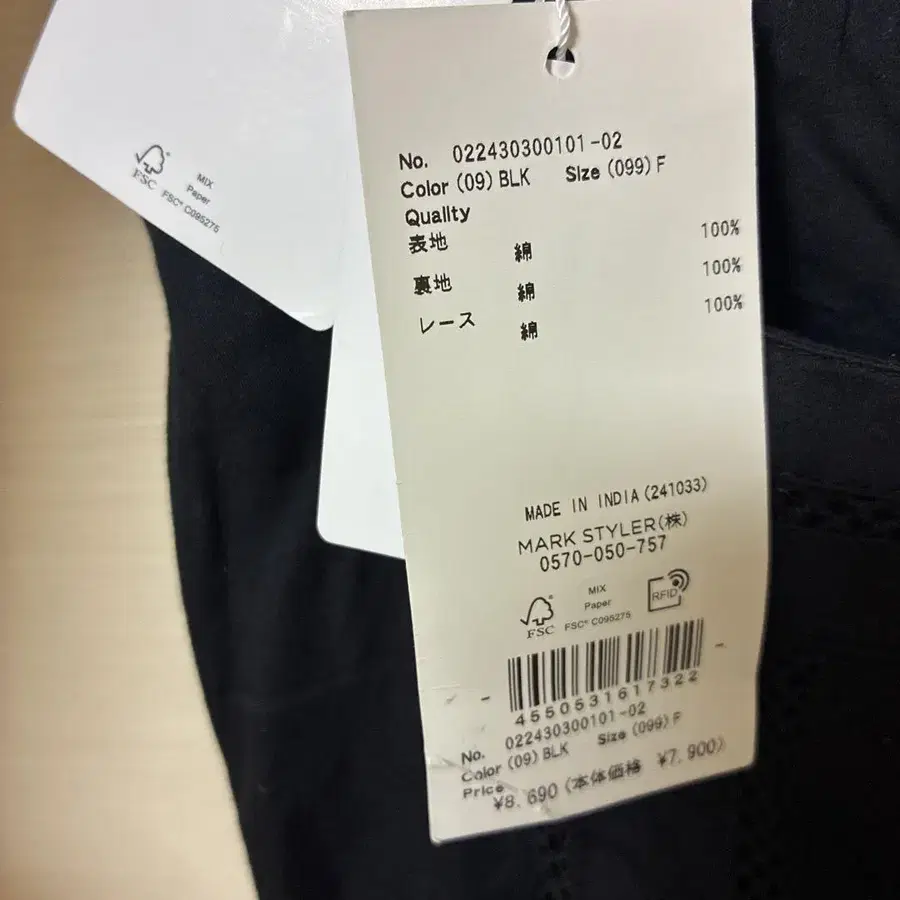 FSC
MIX
Paper
FSC® C095275
No. 022430300101-02
Color (09) BLK Size (099) F
Quality
表地 綿 100%
裏地 綿 100%
レース 綿 100%
MADE IN INDIA (241033)
MARK STYLER(株)
0570-050-757
FSC
MIX
Paper
FSC® C095275
RFID
4550531617322
No. 022430300101-02
Color (09) BLK Size (099) F
Price ¥8,690 (本体価格 ¥7,900)